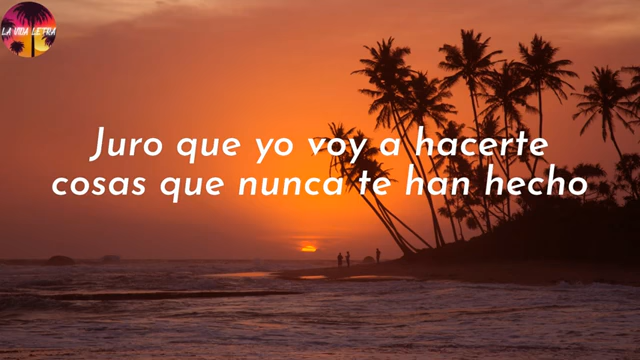 LA VIDA LETRA
Juro que yo voy a hacerte
cosas que nunca te han hecho